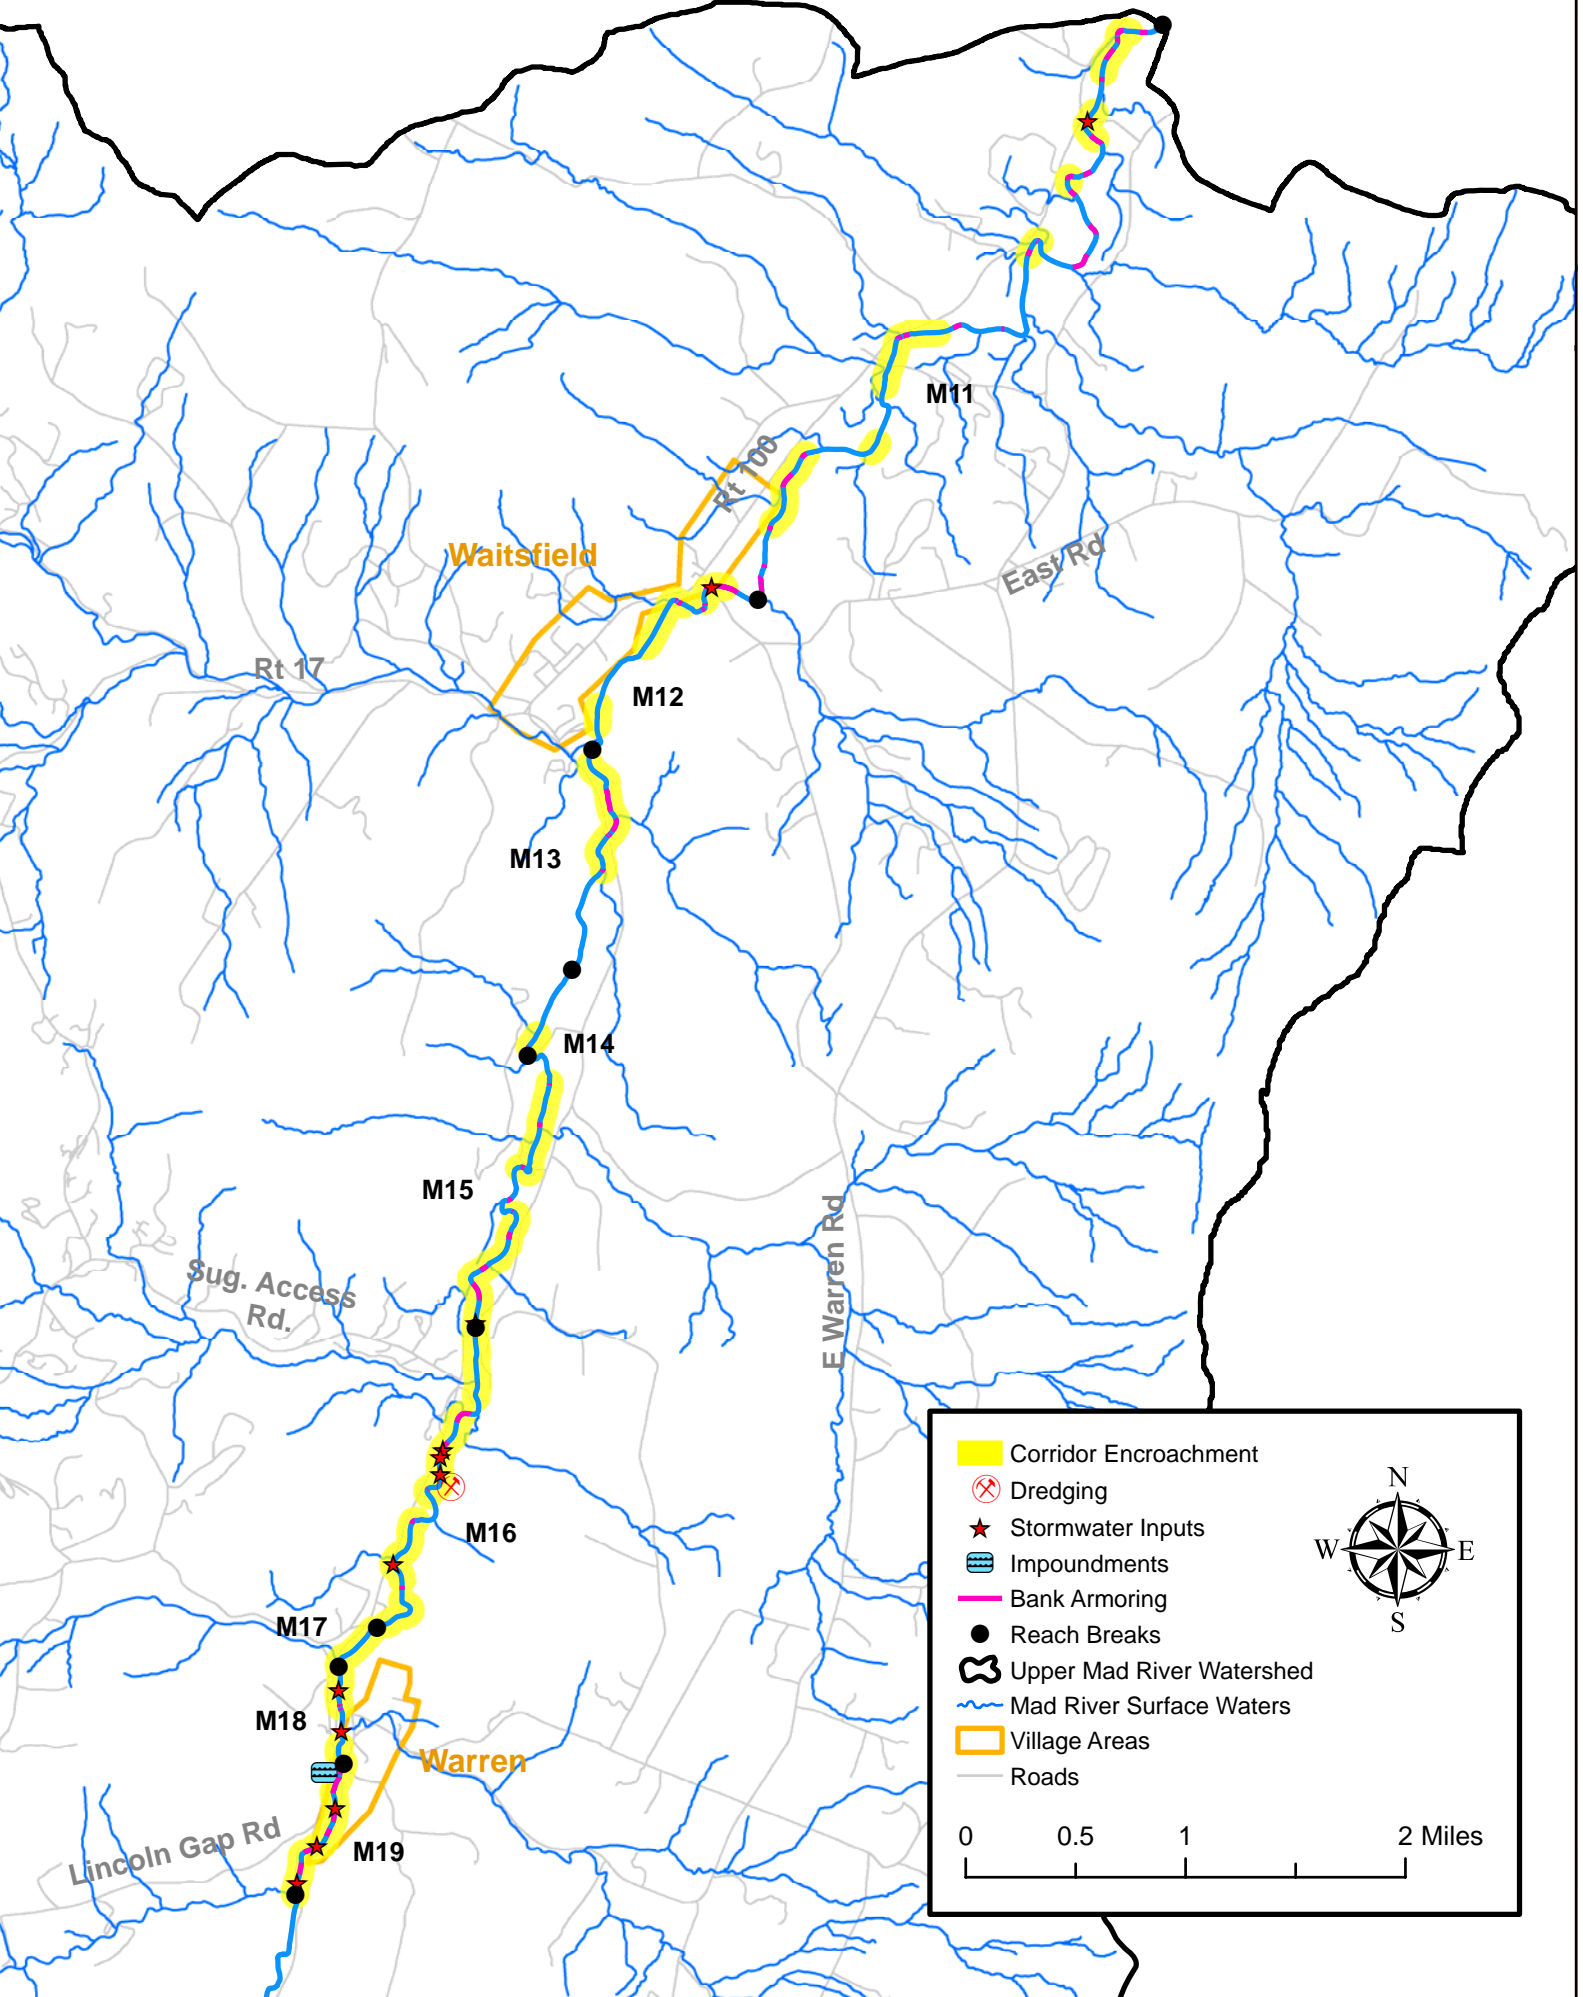 M11
Rt 100
Waitsfield
East Rd
Rt 17
M12
M13
M14
M15
E Warren Rd
Sug. Access
Rd.
M16
M17
M18
Warren
Lincoln Gap Rd
M19
Corridor Encroachment
Dredging
Stormwater Inputs
Impoundments
Bank Armoring
Reach Breaks
Upper Mad River Watershed
Mad River Surface Waters
Village Areas
Roads
N
W E
S
0 0.5 1 2 Miles